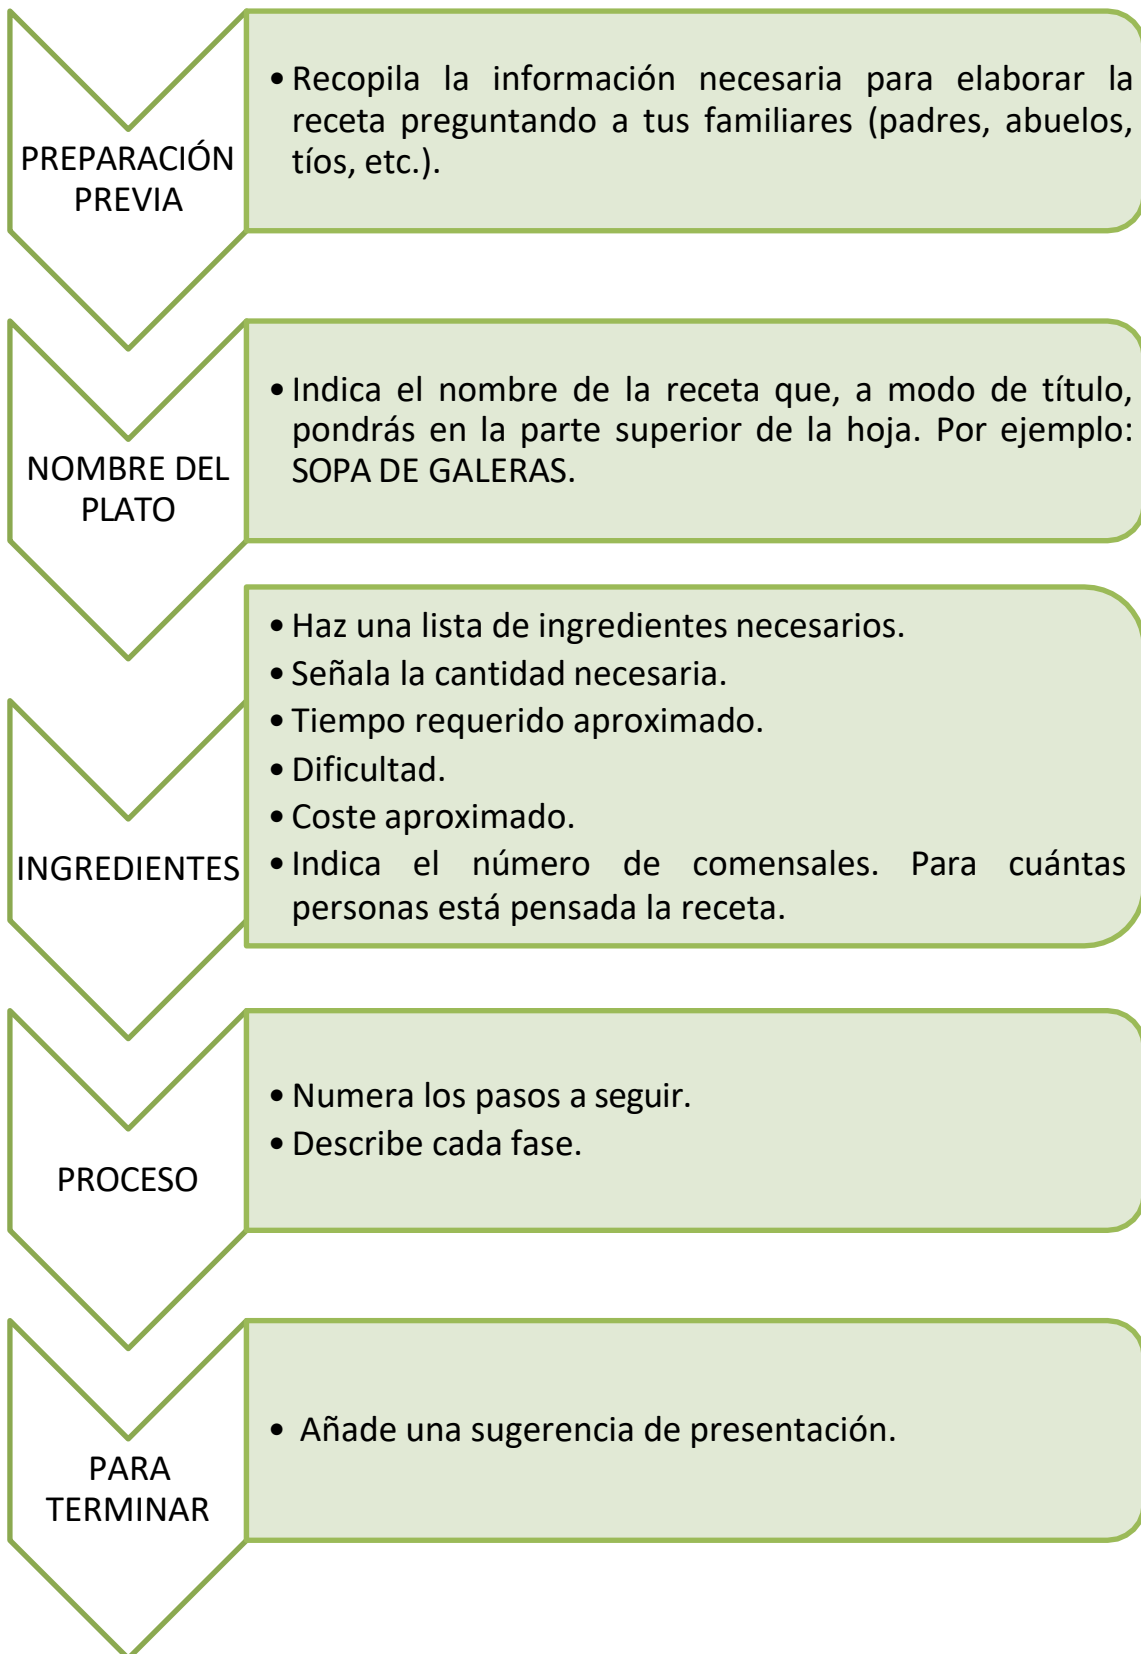 PREPARACIÓN
PREVIA
• Recopila la información necesaria para elaborar la
receta preguntando a tus familiares (padres, abuelos,
tíos, etc.).
NOMBRE DEL
PLATO
• Indica el nombre de la receta que, a modo de título,
pondrás en la parte superior de la hoja. Por ejemplo:
SOPA DE GALERAS.
INGREDIENTES
• Haz una lista de ingredientes necesarios.
• Señala la cantidad necesaria.
• Tiempo requerido aproximado.
• Dificultad.
• Coste aproximado.
• Indica el número de comensales. Para cuántas
personas está pensada la receta.
PROCESO
• Numera los pasos a seguir.
• Describe cada fase.
PARA
TERMINAR
• Añade una sugerencia de presentación.